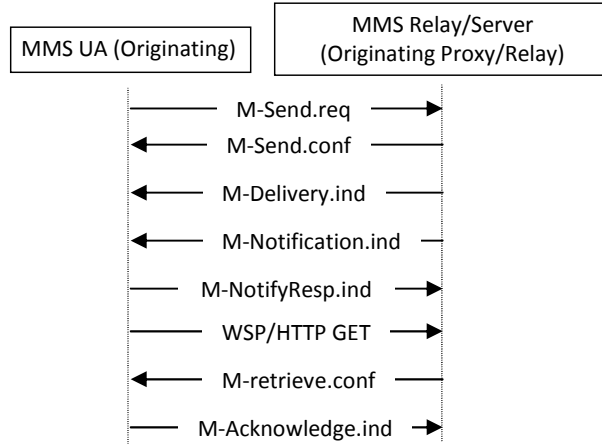 MMS UA (Originating)
MMS Relay/Server
(Originating Proxy/Relay)
M-Send.req
M-Send.conf
M-Delivery.ind
M-Notification.ind
M-NotifyResp.ind
WSP/HTTP GET
M-retrieve.conf
M-Acknowledge.ind